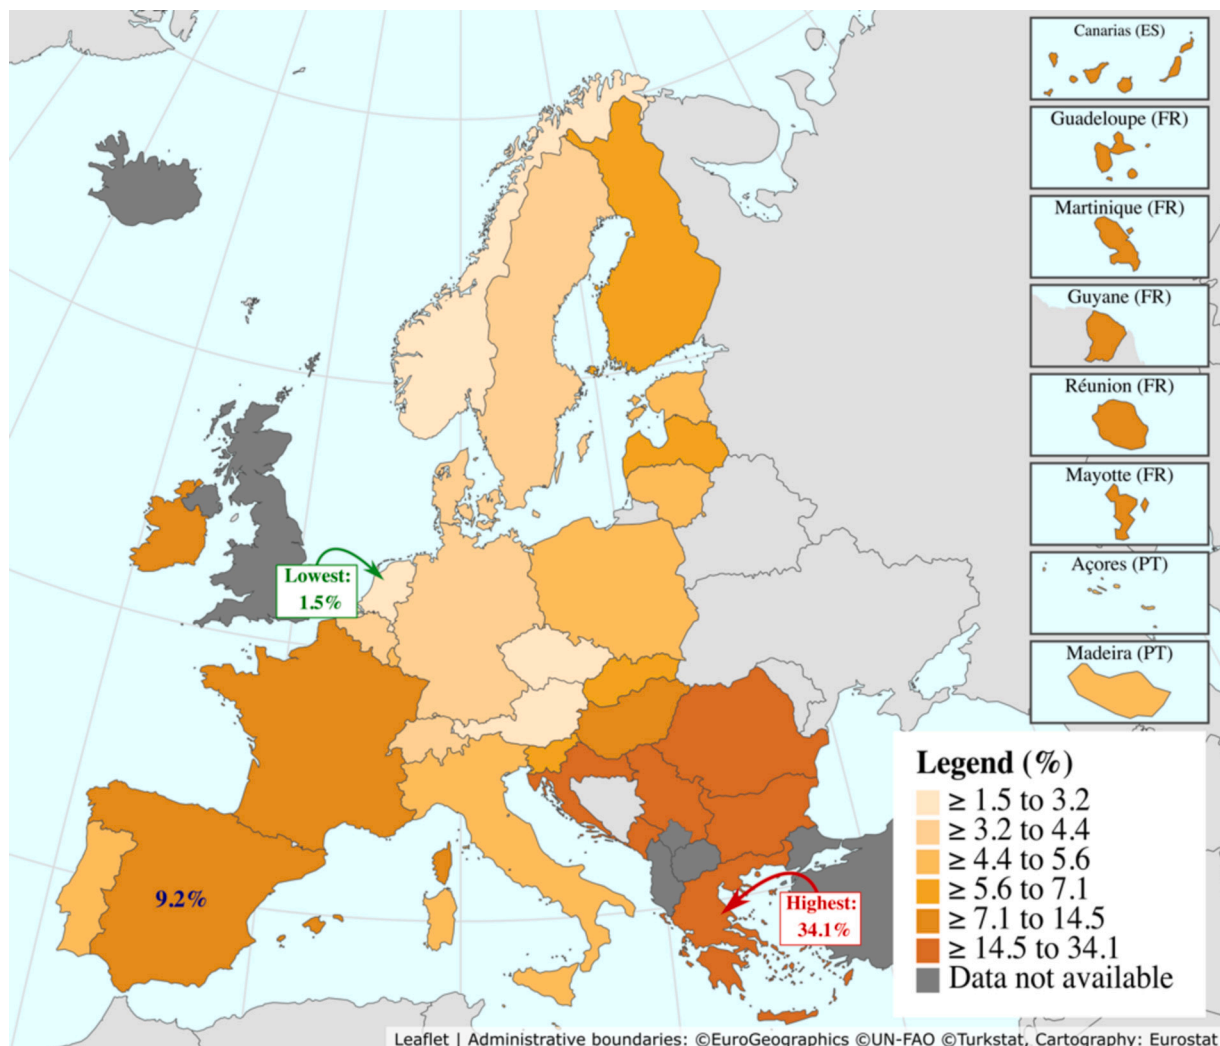 Canarias (ES)
Guadeloupe (FR)
Martinique (FR)
Guyane (FR)
Réunion (FR)
Mayotte (FR)
Açores (PT)
Madeira (PT)
Lowest:
1.5%
9.2%
Highest:
34.1%
Legend (%)
≥ 1.5 to 3.2
≥ 3.2 to 4.4
≥ 4.4 to 5.6
≥ 5.6 to 7.1
≥ 7.1 to 14.5
≥ 14.5 to 34.1
Data not available
Leaflet | Administrative boundaries: ©EuroGeographics ©UN-FAO ©Turkstat, Cartography: Eurostat